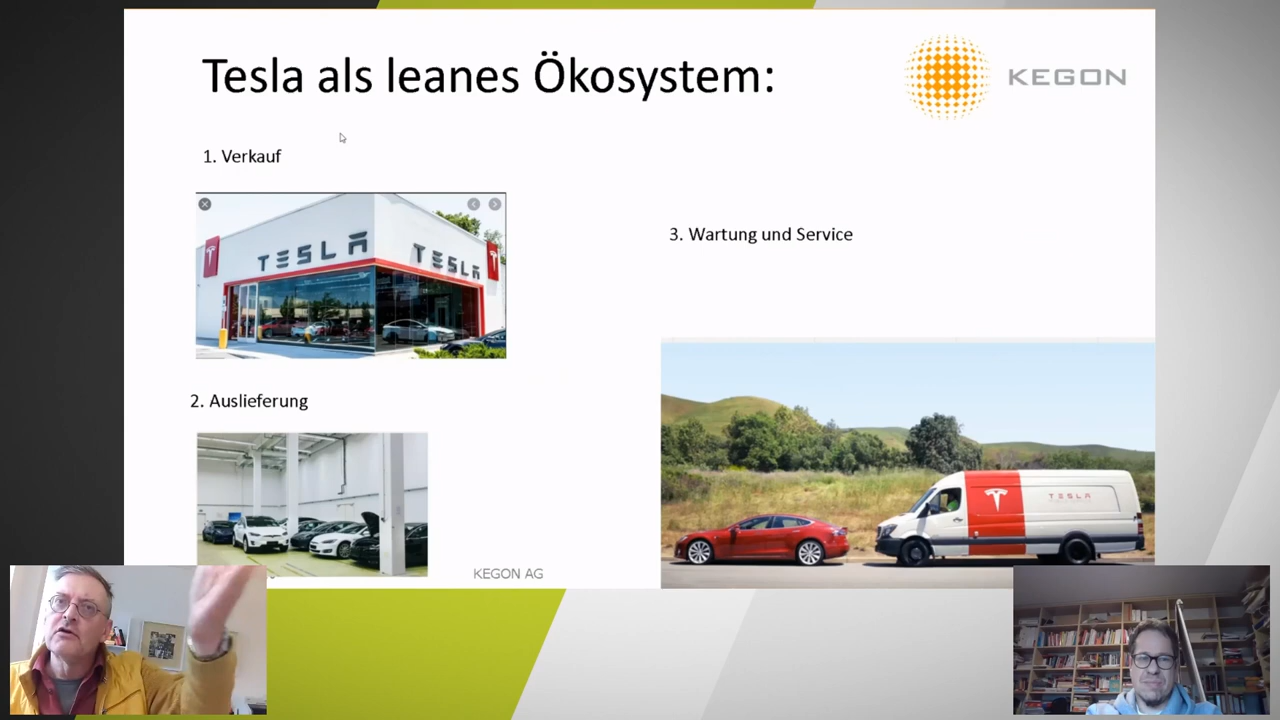 Tesla als leanes Ökosystem:
KEGON
1. Verkauf
TESLA TESLA
3. Wartung und Service
2. Auslieferung
TESLA
KEGON AG